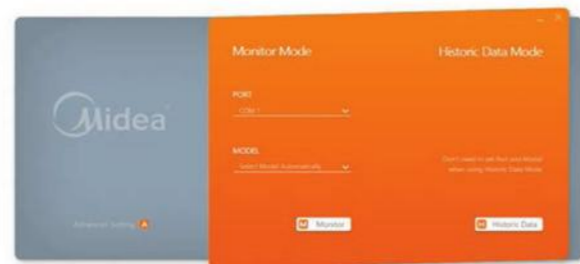 Midea
Advanced Setting A
Monitor Mode
PORT
COM 1
MODEL
Select Model Automatically
M Monitor
Historic Data Mode
Don't need to set Port and Model
when using Historic Data Mode
H Historic Data